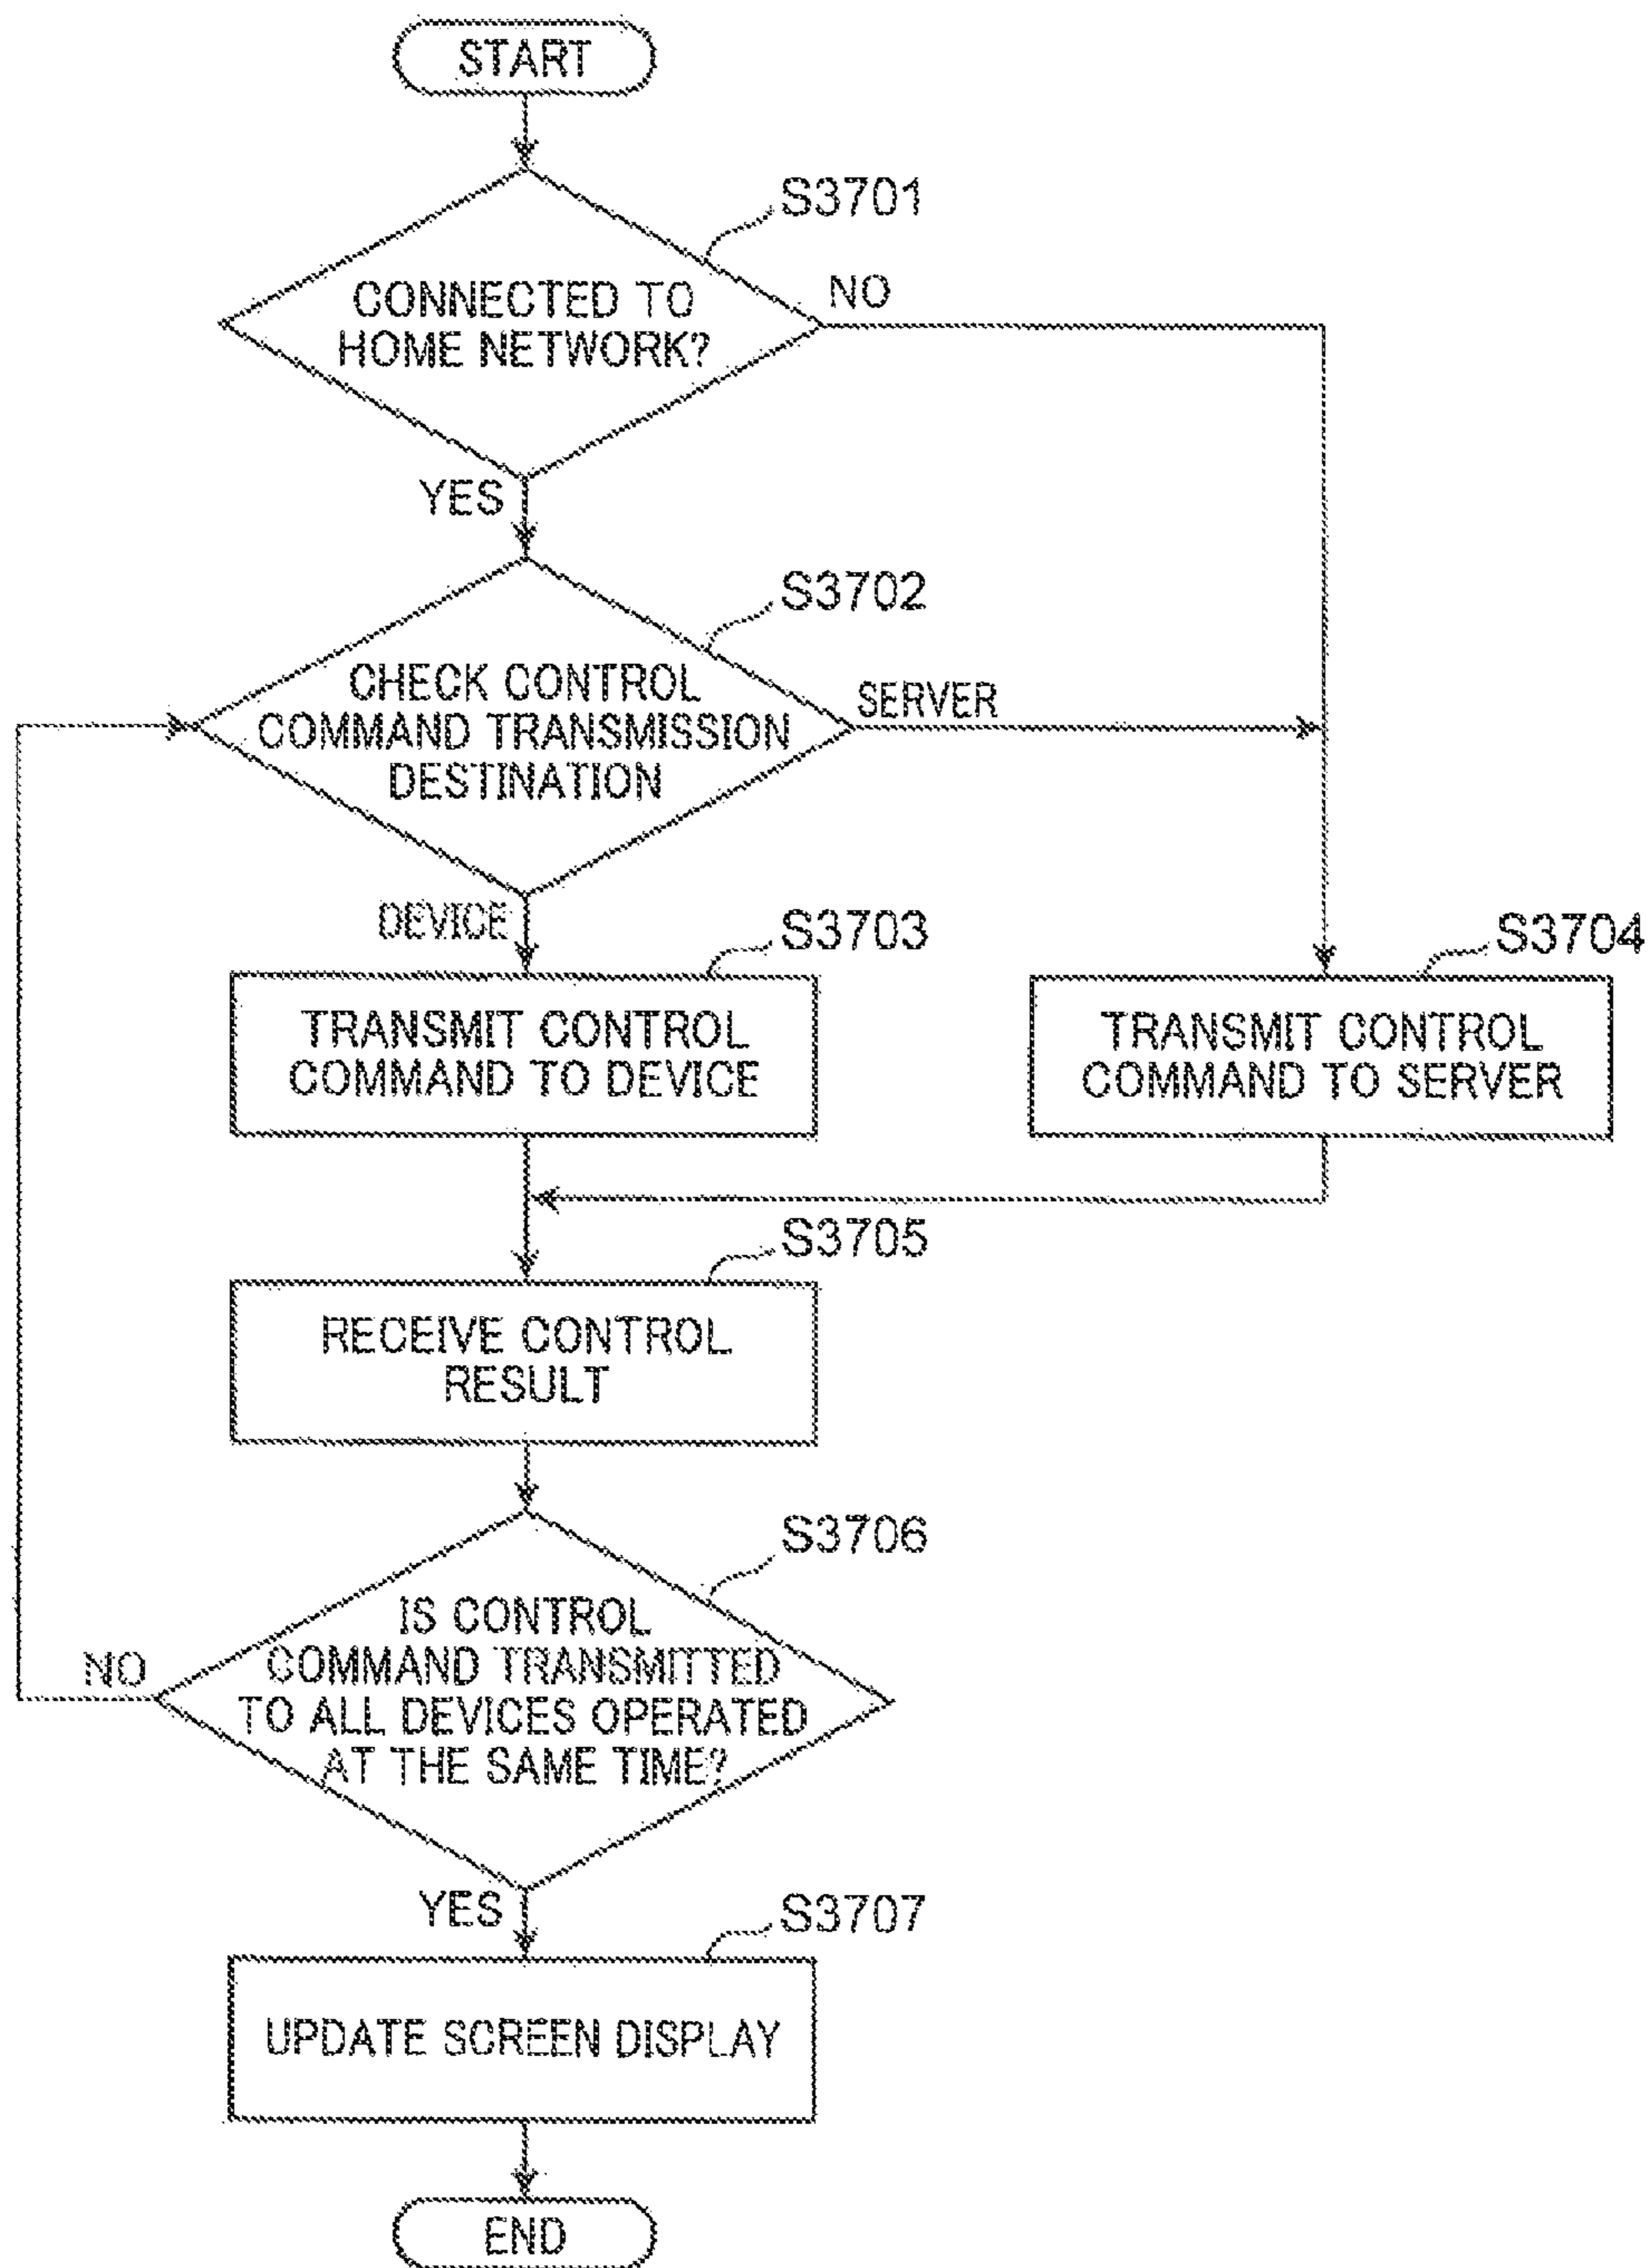 START
S3701
CONNECTED TO
HOME NETWORK?
NO
YES
S3702
CHECK CONTROL
COMMAND TRANSMISSION
DESTINATION
SERVER
DEVICE
S3703
TRANSMIT CONTROL
COMMAND TO DEVICE
S3704
TRANSMIT CONTROL
COMMAND TO SERVER
S3705
RECEIVE CONTROL
RESULT
S3706
IS CONTROL
COMMAND TRANSMITTED
TO ALL DEVICES OPERATED
AT THE SAME TIME?
NO
YES
S3707
UPDATE SCREEN DISPLAY
END